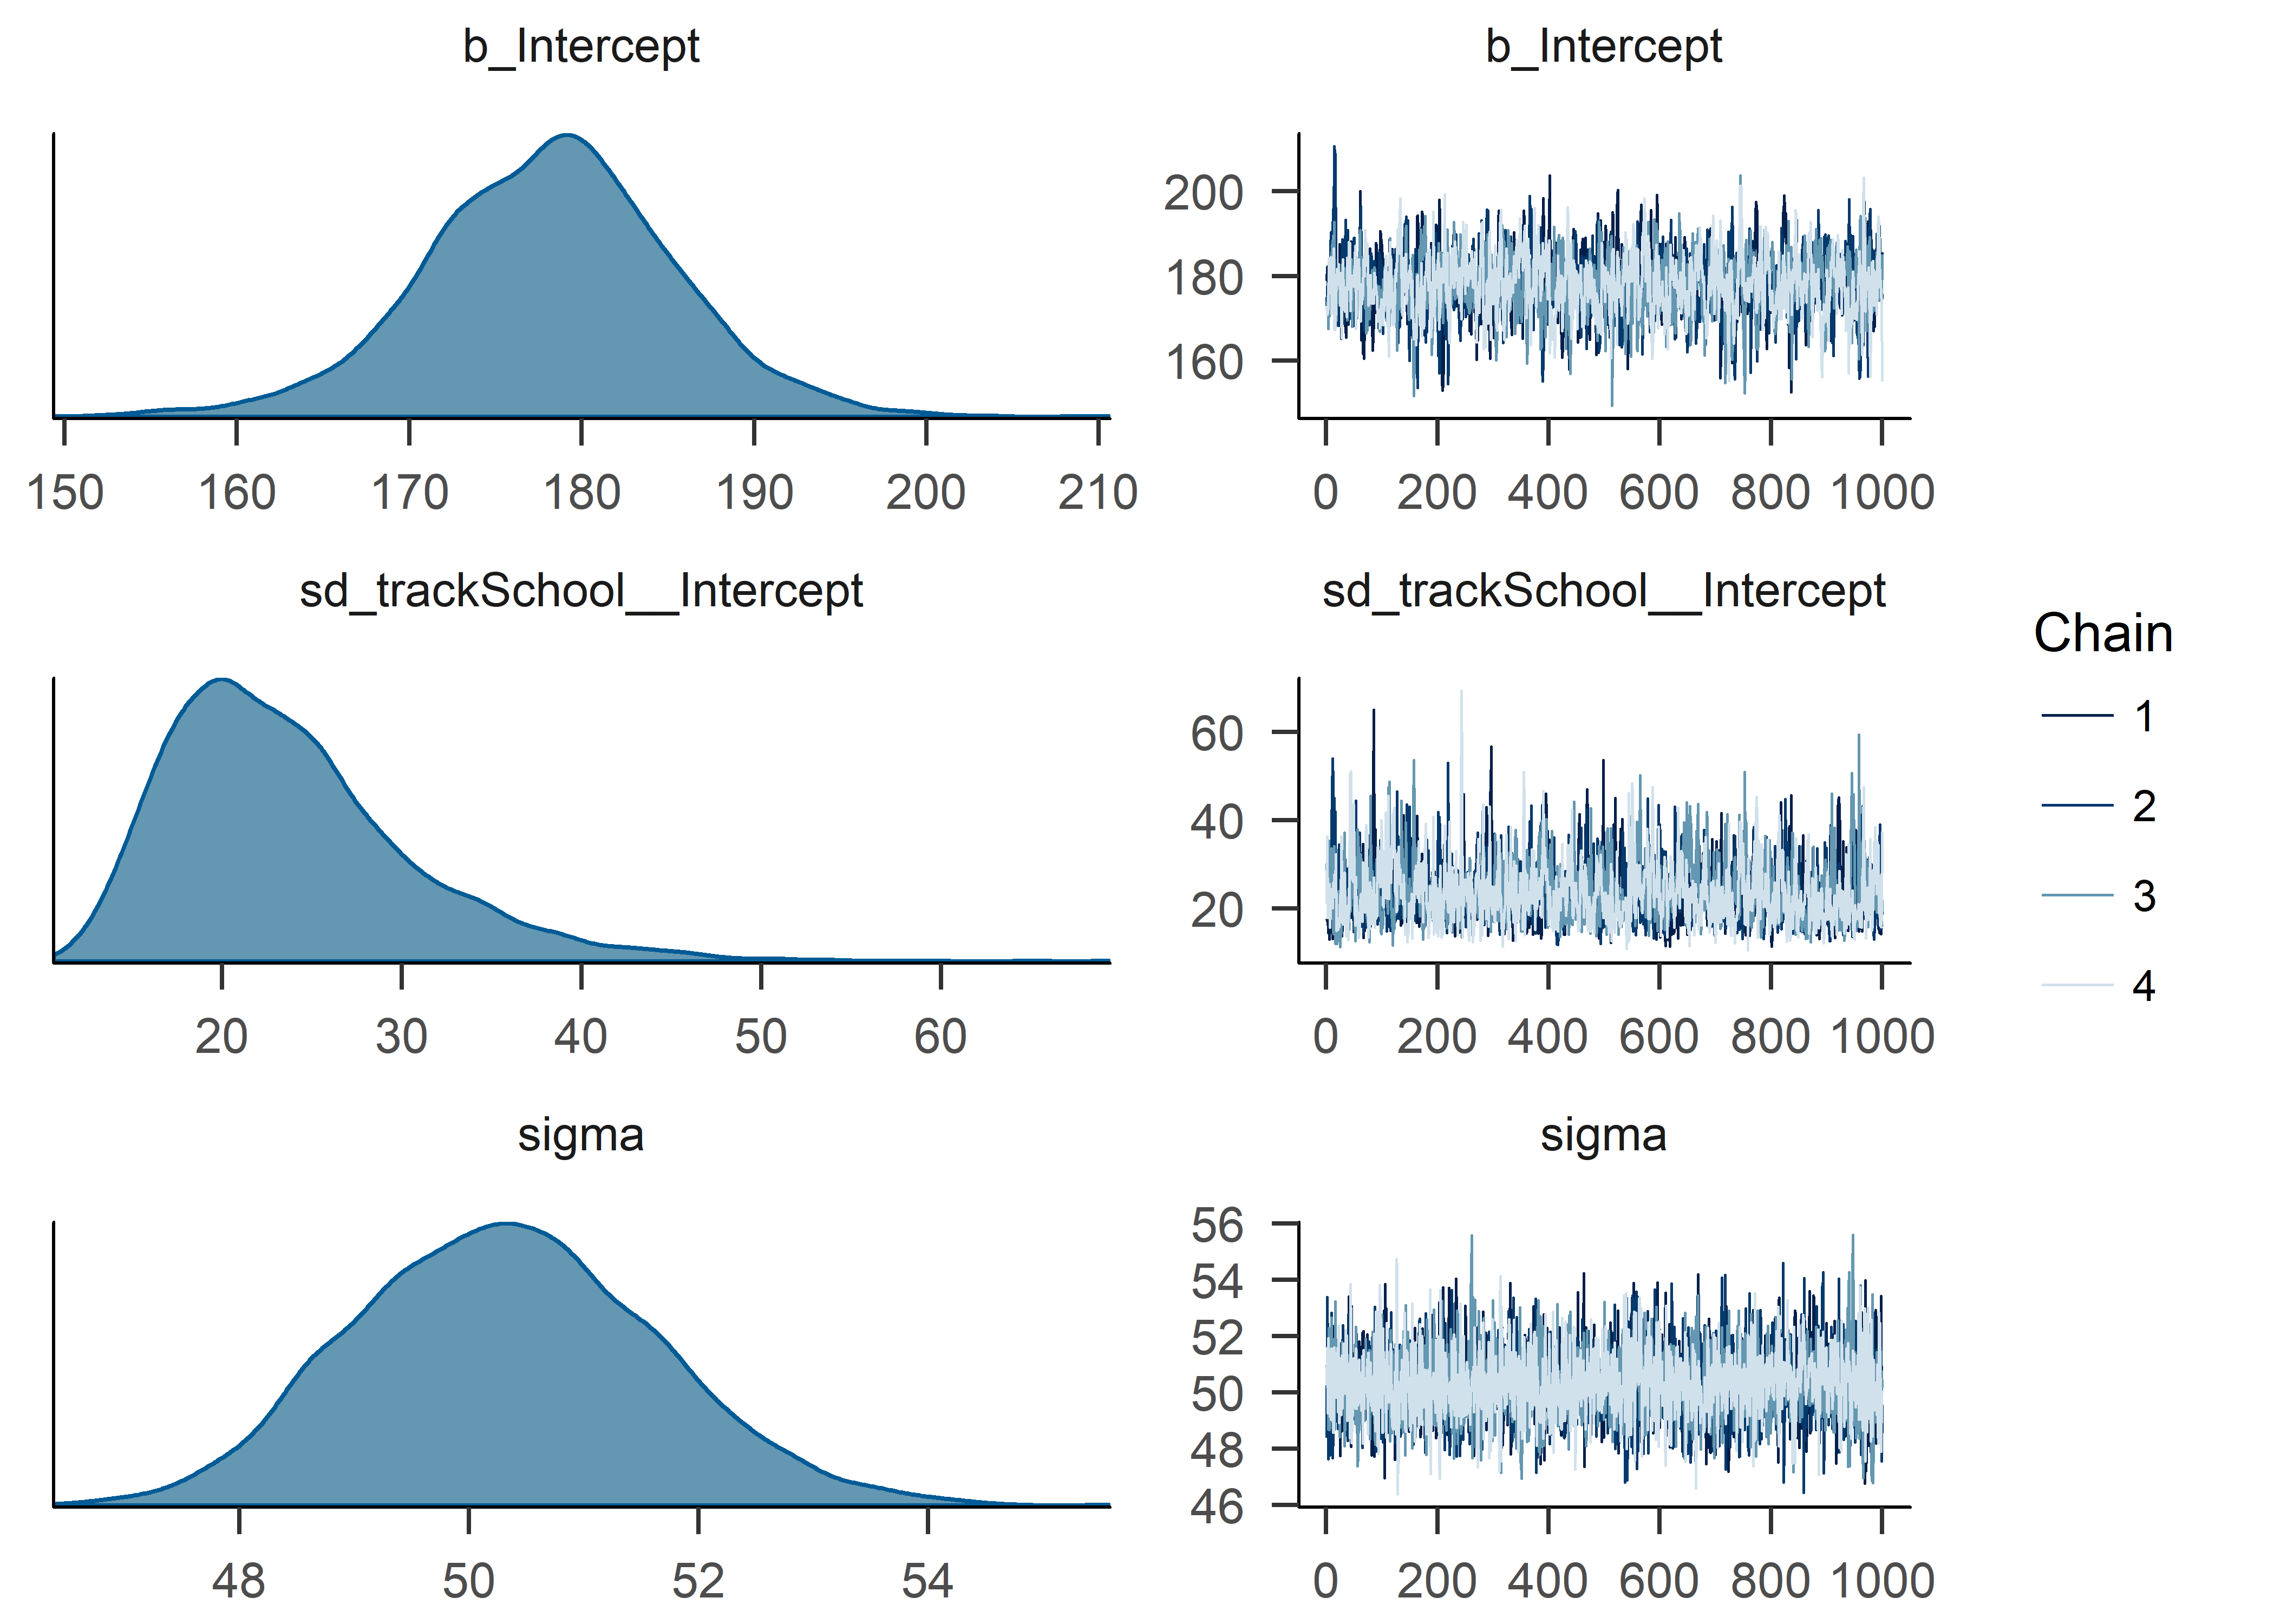 b_Intercept
b_Intercept
200
180
160
150 160 170 180 190 200 210
0 200 400 600 800 1000
sd_trackSchool__Intercept
sd_trackSchool__Intercept
60
40
20
20 30 40 50 60
0 200 400 600 800 1000
Chain
1
2
3
4
sigma
sigma
56
54
52
50
48
46
48 50 52 54
0 200 400 600 800 1000